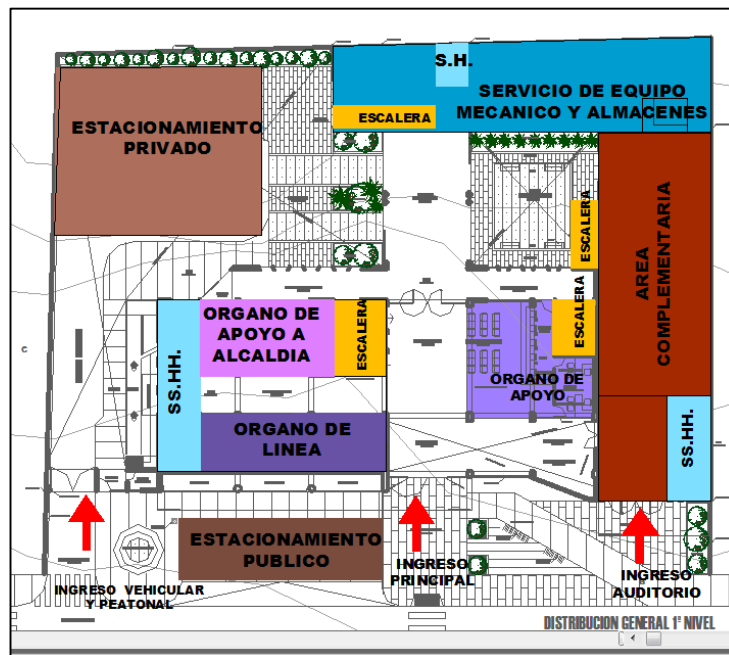 S.H.
SERVICIO DE EQUIPO
MECANICO Y ALMACENES
ESCALERA
ESTACIONAMIENTO
PRIVADO
ESCALERA
AREA
COMPLEMENTARIA
ORGANO DE
APOYO A
ALCALDIA
ESCALERA
ESCALERA
SS.HH.
ORGANO DE
APOYO
ORGANO DE
LINEA
SS.HH.
ESTACIONAMIENTO
PUBLICO
INGRESO VEHICULAR
Y PEATONAL
INGRESO
PRINCIPAL
INGRESO
AUDITORIO
DISTRIBUCION GENERAL 1º NIVEL